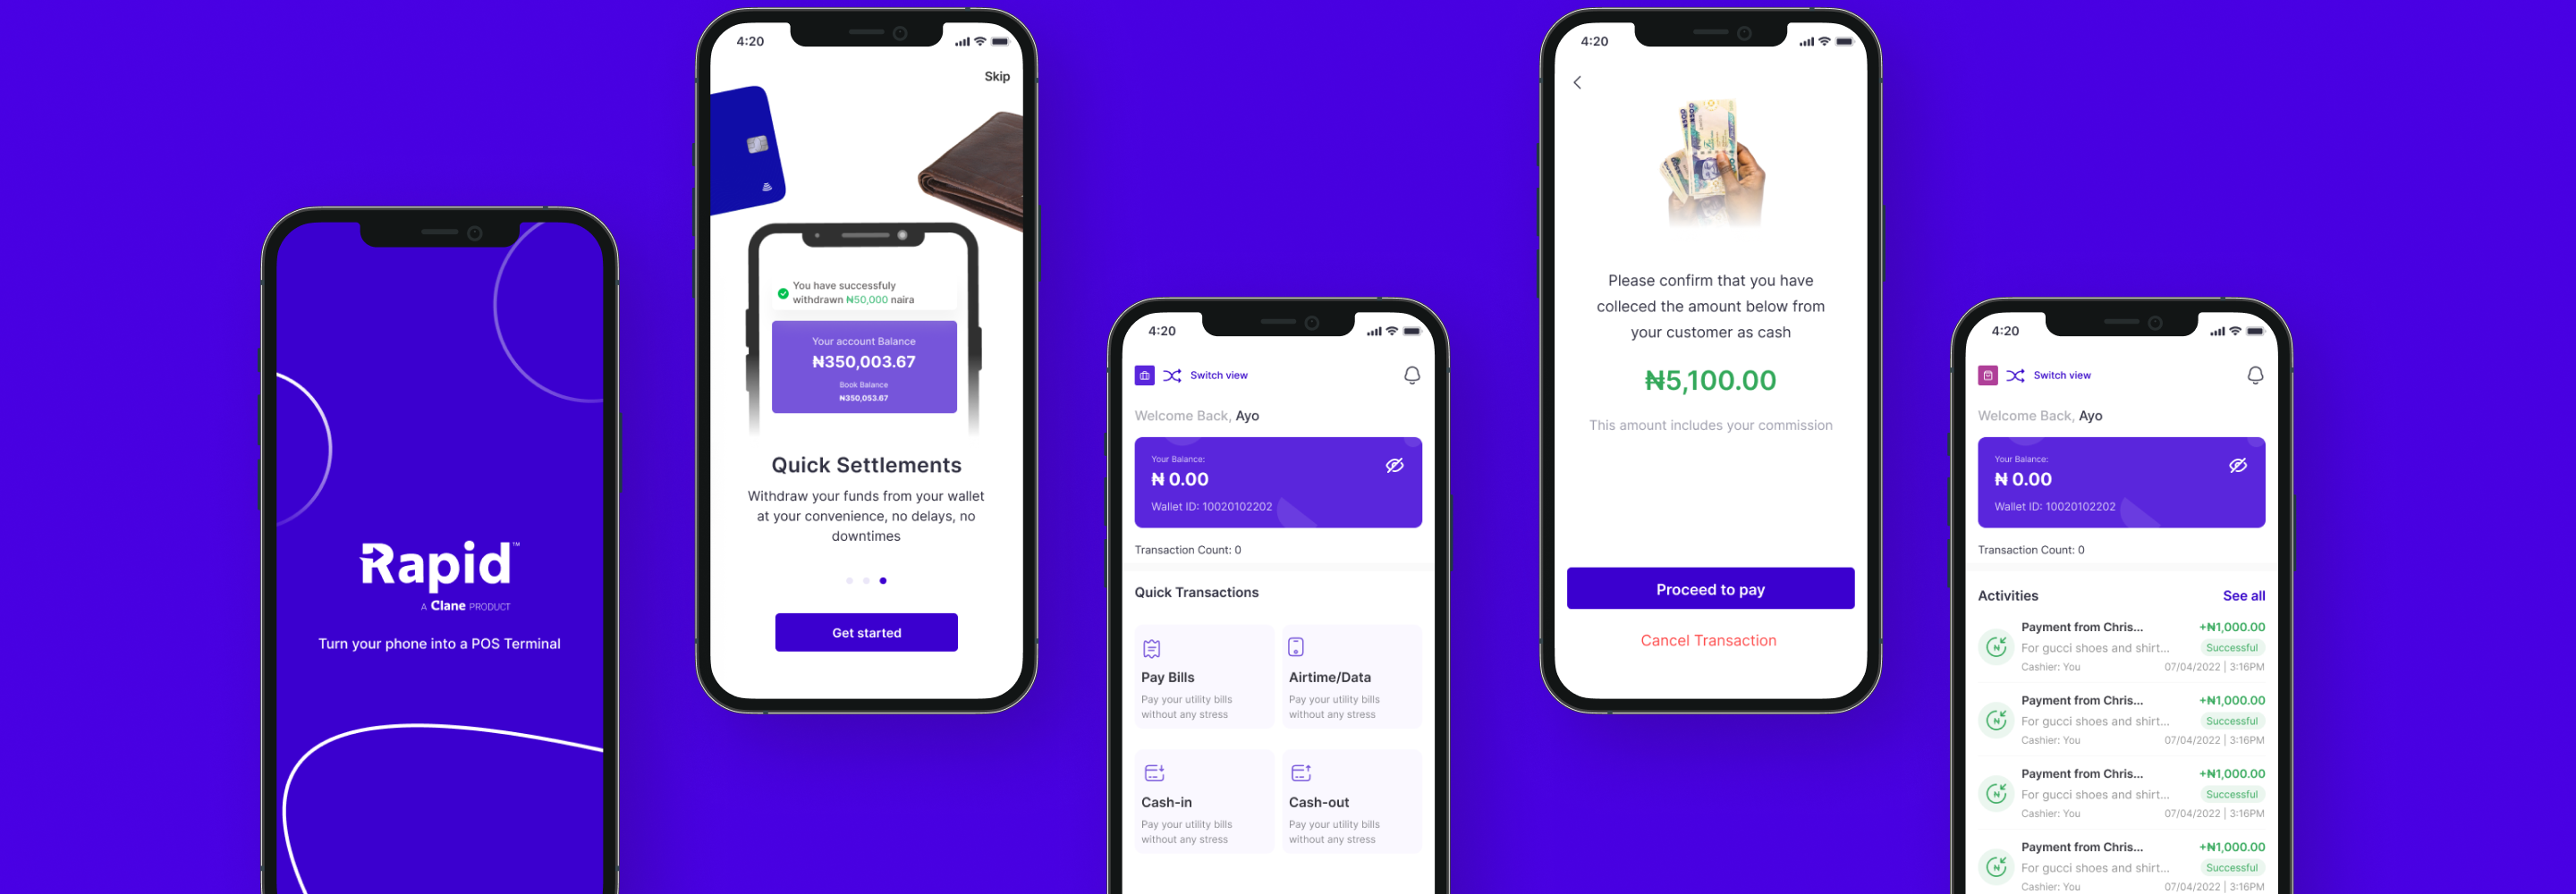 Rapid™
A Clane PRODUCT
Turn your phone into a POS Terminal
4:20
Skip
You have successfuly
withdrawn ₦50,000 naira
Your account Balance
₦350,003.67
Book Balance
₦350,053.67
Quick Settlements
Withdraw your funds from your wallet
at your convenience, no delays, no
downtimes
Get started
4:20
Switch view
Welcome Back, Ayo
Your Balance:
₦ 0.00
Wallet ID: 10020102202
Transaction Count: 0
Quick Transactions
Pay Bills
Pay your utility bills
without any stress
Airtime/Data
Pay your utility bills
without any stress
Cash-in
Pay your utility bills
without any stress
Cash-out
Pay your utility bills
without any stress
4:20
Please confirm that you have
colleced the amount below from
your customer as cash
₦5,100.00
This amount includes your commission
Proceed to pay
Cancel Transaction
4:20
Switch view
Welcome Back, Ayo
Your Balance:
₦ 0.00
Wallet ID: 10020102202
Transaction Count: 0
Activities See all
Payment from Chris... +₦1,000.00
For gucci shoes and shirt... Successful
Cashier: You 07/04/2022 | 3:16PM
Payment from Chris... +₦1,000.00
For gucci shoes and shirt... Successful
Cashier: You 07/04/2022 | 3:16PM
Payment from Chris... +₦1,000.00
For gucci shoes and shirt... Successful
Cashier: You 07/04/2022 | 3:16PM
Payment from Chris... +₦1,000.00
For gucci shoes and shirt... Successful
Cashier: You 07/04/2022 | 3:16PM